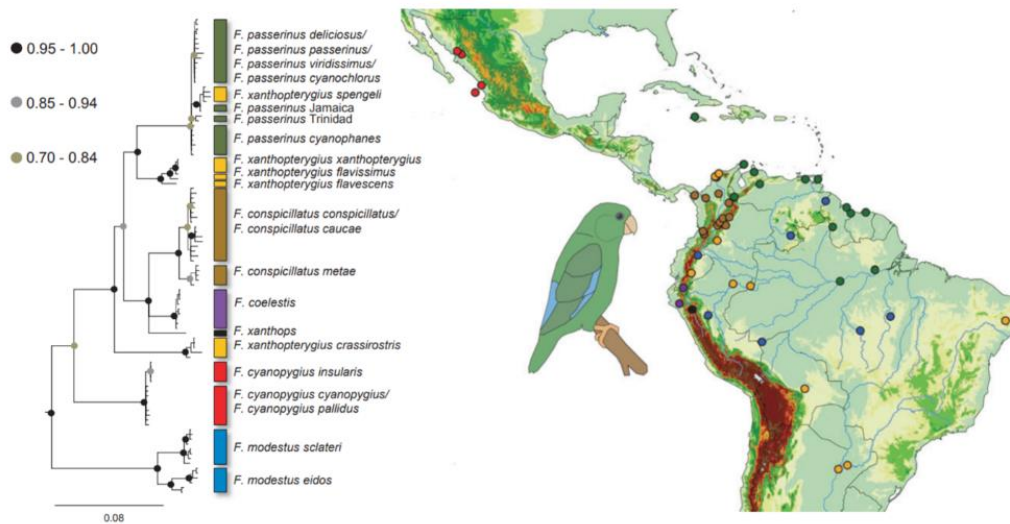 0.95 - 1.00
0.85 - 0.94
0.70 - 0.84
F. passerinus deliciosus/
F. passerinus passerinus/
F. passerinus viridissimus/
F. passerinus cyanochlorus
F. xanthopterygius spengeli
F. passerinus Jamaica
F. passerinus Trinidad
F. passerinus cyanophanes
F. xanthopterygius xanthopterygius
F. xanthopterygius flavissimus
F. xanthopterygius flavescens
F. conspicillatus conspicillatus/
F. conspicillatus caucae
F. conspicillatus metae
F. coelestis
F. xanthops
F. xanthopterygius crassirostris
F. cyanopygius insularis
F. cyanopygius cyanopygius/
F. cyanopygius pallidus
F. modestus sclateri
F. modestus eidos
0.08